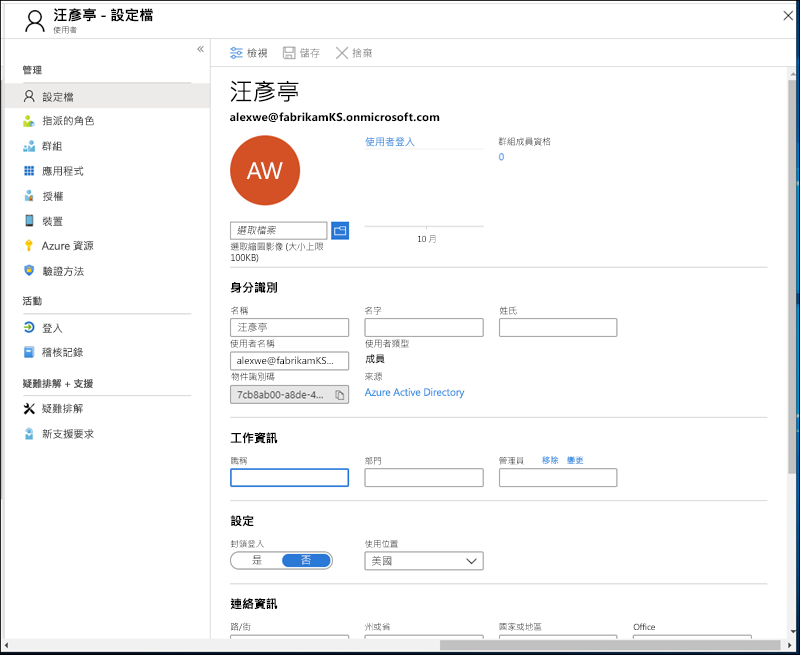 汪彥亭 - 設定檔
使用者
管理
設定檔
指派的角色
群組
應用程式
授權
裝置
Azure 資源
驗證方法
活動
登入
稽核記錄
疑難排解 + 支援
疑難排解
新支援要求
檢視 儲存 捨棄
汪彥亭
alexwe@fabrikamKS.onmicrosoft.com
AW
使用者登入
群組成員資格
0
選取檔案
選取縮圖影像 (大小上限
100KB)
10 月
身分識別
名稱 名字 姓氏
汪彥亭
使用者名稱 使用者類型
alexwe@fabrikamKS... 成員
物件識別碼 來源
7cb8ab00-a8de-4... Azure Active Directory
工作資訊
職稱 部門 管理員 移除 變更
設定
封鎖登入 使用位置
是 否 美國
連絡資訊
路/街 州或省 國家或地區 Office